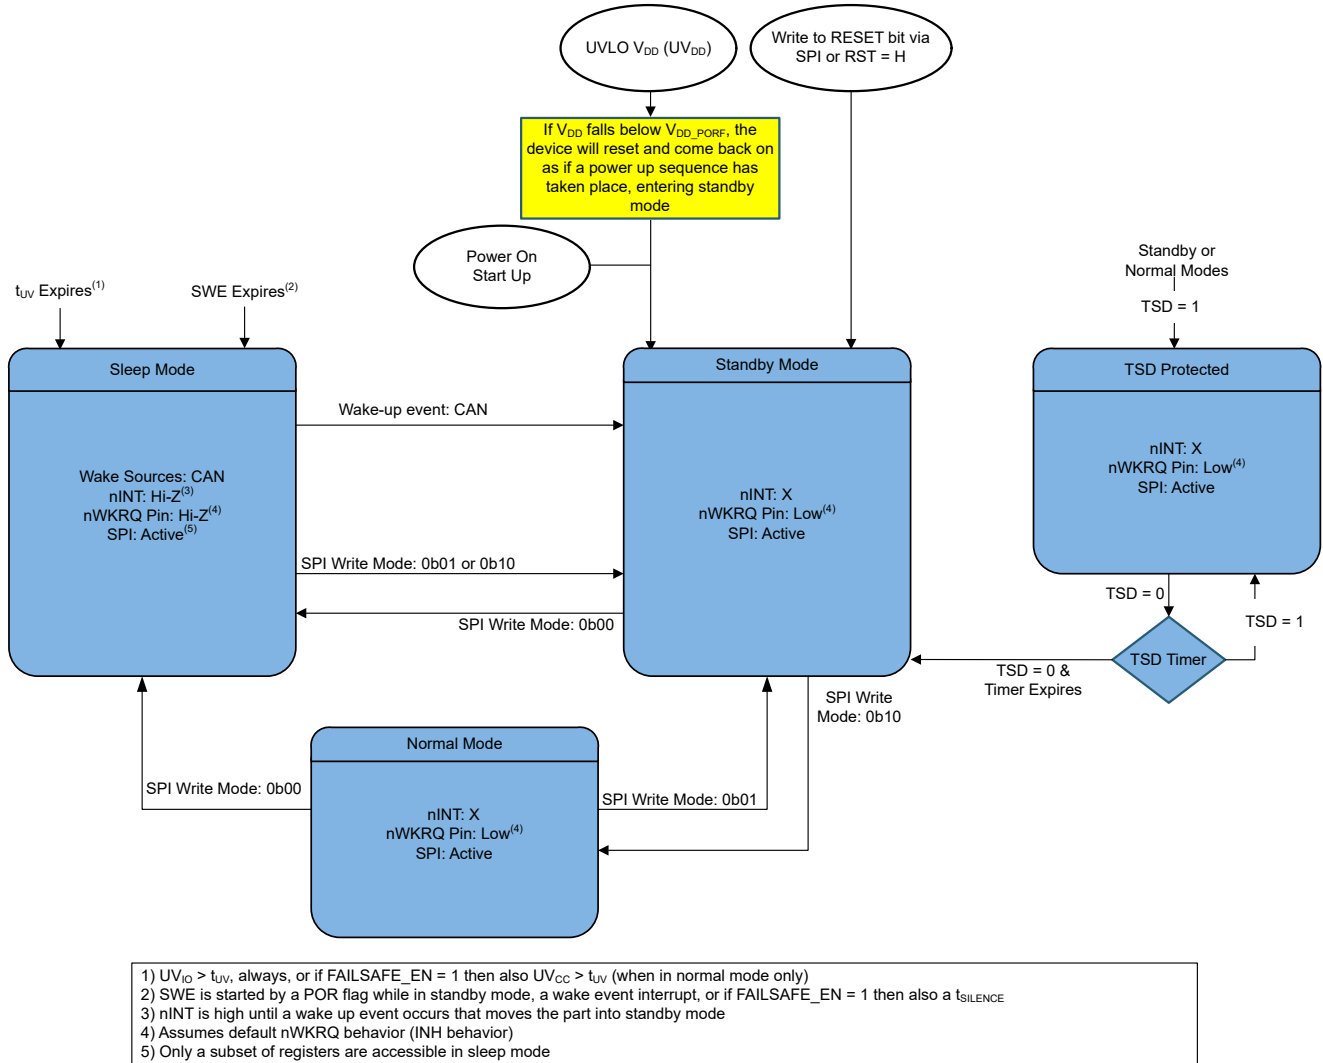 UVLO VDD (UVDD)
Write to RESET bit via
SPI or RST = H
If VDD falls below VDD_PORF, the
device will reset and come back on
as if a power up sequence has
taken place, entering standby
mode
Power On
Start Up
Standby or
Normal Modes
TSD = 1
tUV Expires(1)
SWE Expires(2)
Sleep Mode
Wake Sources: CAN
nINT: Hi-Z(3)
nWKRQ Pin: Hi-Z(4)
SPI: Active(5)
Wake-up event: CAN
SPI Write Mode: 0b01 or 0b10
SPI Write Mode: 0b00
Standby Mode
nINT: X
nWKRQ Pin: Low(4)
SPI: Active
TSD Protected
nINT: X
nWKRQ Pin: Low(4)
SPI: Active
TSD = 0
TSD = 1
TSD Timer
TSD = 0 &
Timer Expires
SPI Write
Mode: 0b10
Normal Mode
nINT: X
nWKRQ Pin: Low(4)
SPI: Active
SPI Write Mode: 0b00
SPI Write Mode: 0b01
1) UVIO > tUV, always, or if FAILSAFE_EN = 1 then also UVCC > tUV (when in normal mode only)
2) SWE is started by a POR flag while in standby mode, a wake event interrupt, or if FAILSAFE_EN = 1 then also a tSILENCE
3) nINT is high until a wake up event occurs that moves the part into standby mode
4) Assumes default nWKRQ behavior (INH behavior)
5) Only a subset of registers are accessible in sleep mode